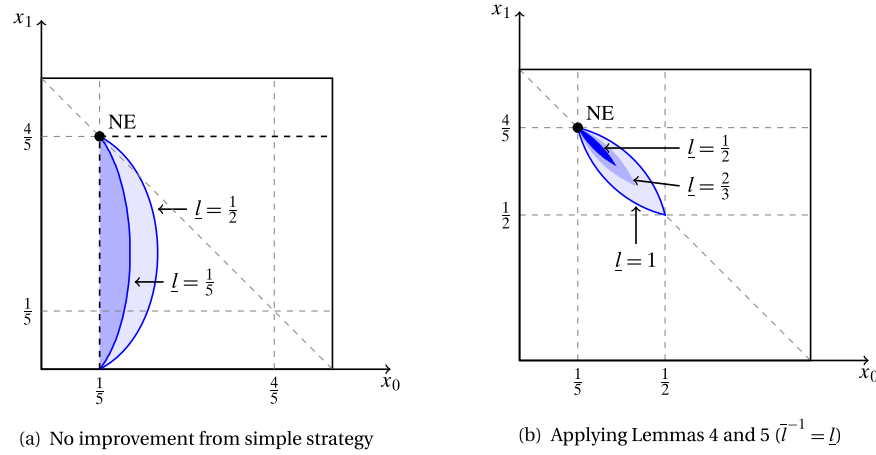 x₁
NE
4/5
l = 1/2
l = 1/5
1/5
x₀
1/5
4/5
(a) No improvement from simple strategy
x₁
NE
4/5
l = 1/2
l = 2/3
1/2
l = 1
x₀
1/5
1/2
(b) Applying Lemmas 4 and 5 (l̅⁻¹ = l̲)